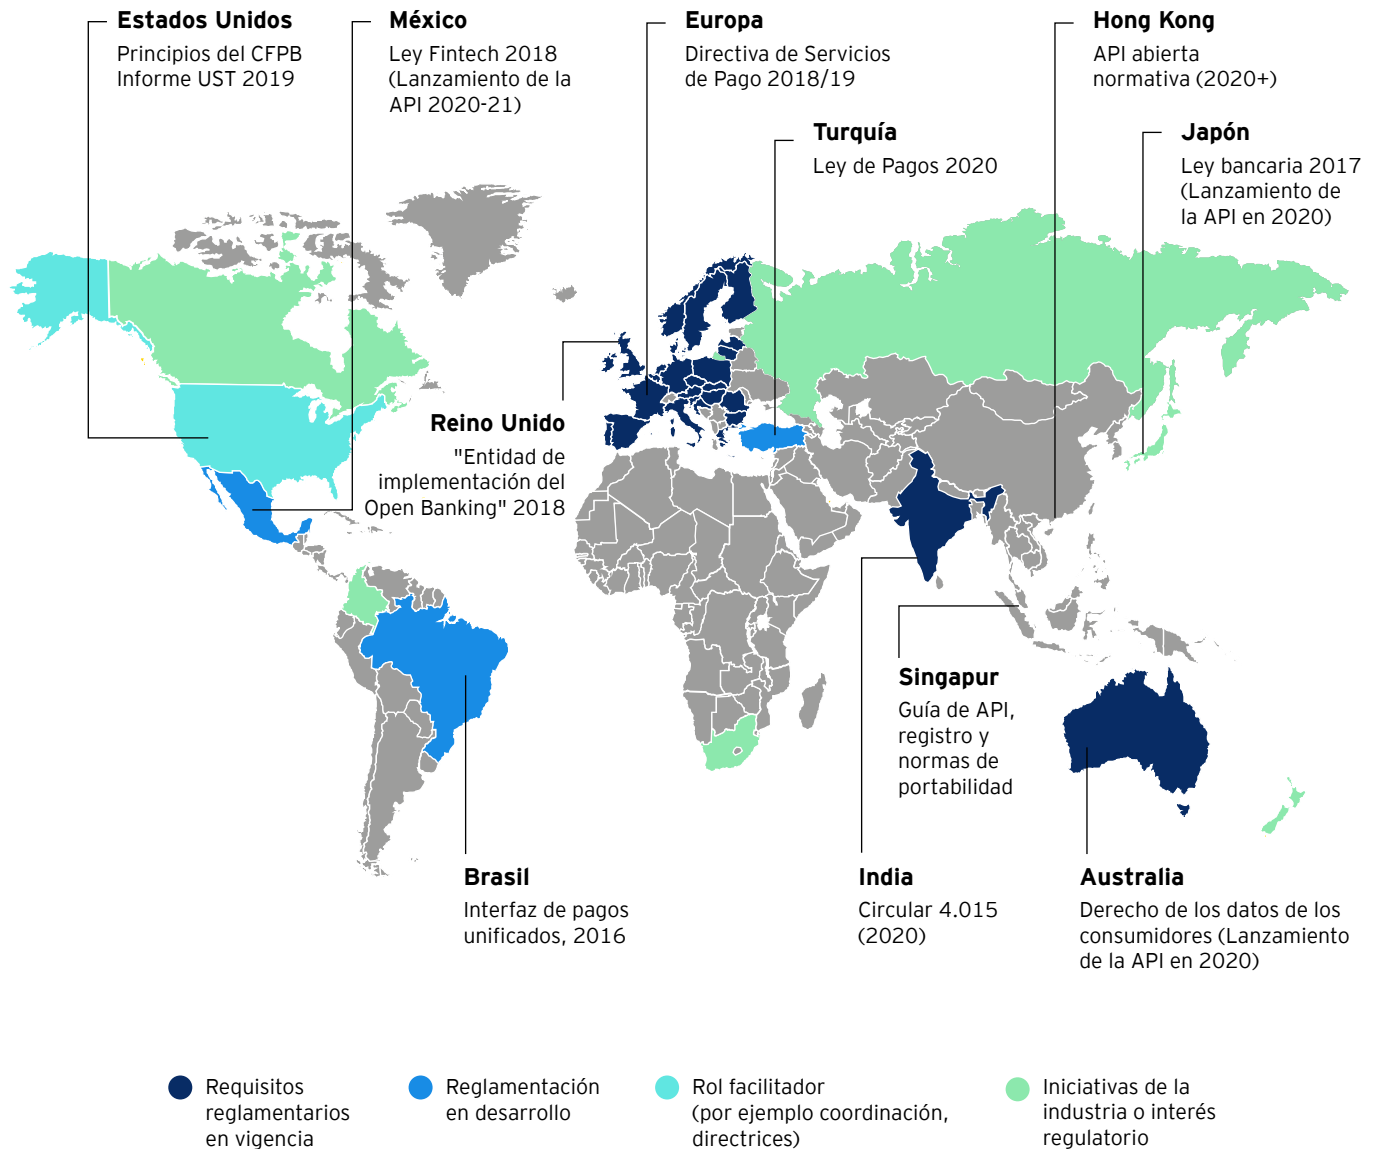 Estados Unidos
Principios del CFPB
Informe UST 2019
México
Ley Fintech 2018
(Lanzamiento de la
API 2020-21)
Europa
Directiva de Servicios
de Pago 2018/19
Hong Kong
API abierta
normativa (2020+)
Turquía
Ley de Pagos 2020
Japón
Ley bancaria 2017
(Lanzamiento de
la API en 2020)
Reino Unido
"Entidad de
implementación del
Open Banking" 2018
Singapur
Guía de API,
registro y
normas de
portabilidad
Brasil
Interfaz de pagos
unificados, 2016
India
Circular 4.015
(2020)
Australia
Derecho de los datos de los
consumidores (Lanzamiento
de la API en 2020)
Requisitos
reglamentarios
en vigencia
Reglamentación
en desarrollo
Rol facilitador
(por ejemplo coordinación,
directrices)
Iniciativas de la
industria o interés
regulatorio